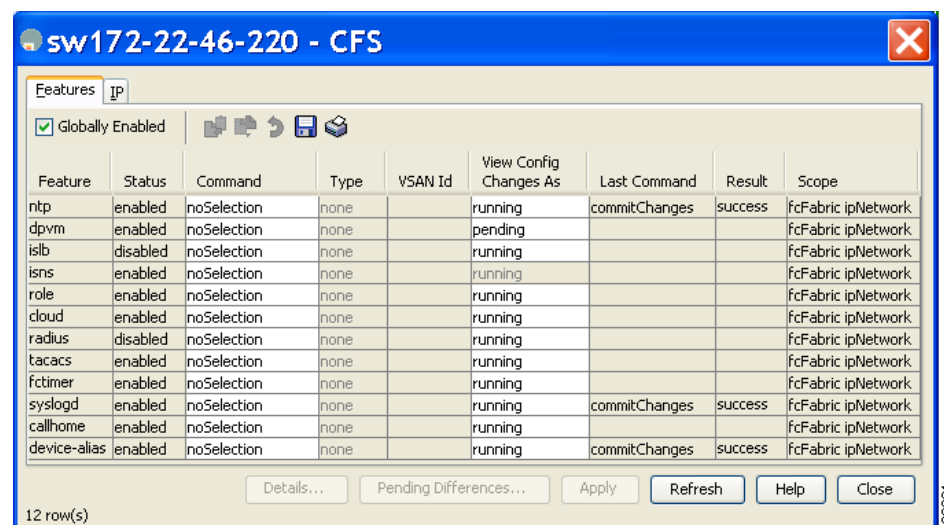 sw172-22-46-220 - CFS
Features IP
Globally Enabled
Feature Status Command Type VSAN Id View Config Changes As Last Command Result Scope
ntp enabled noSelection none running commitChanges success fcFabric ipNetwork
dpvm enabled noSelection none pending fcFabric ipNetwork
islb disabled noSelection none running fcFabric ipNetwork
isns enabled noSelection none running fcFabric ipNetwork
role enabled noSelection none running fcFabric ipNetwork
cloud enabled noSelection none running fcFabric ipNetwork
radius disabled noSelection none running fcFabric ipNetwork
tacacs enabled noSelection none running fcFabric ipNetwork
fctimer enabled noSelection none running fcFabric ipNetwork
syslogd enabled noSelection none running commitChanges success fcFabric ipNetwork
callhome enabled noSelection none running fcFabric ipNetwork
device-alias enabled noSelection none running commitChanges success fcFabric ipNetwork
Details... Pending Differences... Apply Refresh Help Close
12 row(s)